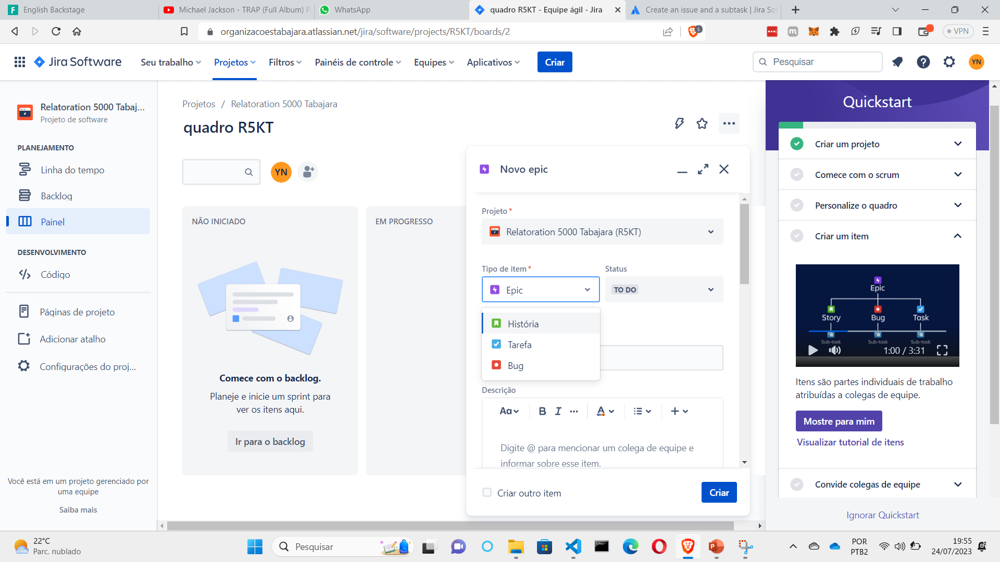 English Backstage
Michael Jackson - TRAP (Full Album) P
WhatsApp
quadro R5KT - Equipe ágil - Jira
Create an issue and a subtask | Jira Sof
organizacoestabajara.atlassian.net/jira/software/projects/R5KT/boards/2
5
VPN
Jira Software
Seu trabalho
Projetos
Filtros
Painéis de controle
Equipes
Aplicativos
Criar
Pesquisar
YN
Relatoration 5000 Tabaj...
Projeto de software
PLANEJAMENTO
Linha do tempo
Backlog
Painel
DESENVOLVIMENTO
Código
Páginas de projeto
Adicionar atalho
Configurações do proj...
Você está em um projeto gerenciado por
uma equipe
Saiba mais
Projetos / Relatoration 5000 Tabajara
quadro R5KT
YN
NÃO INICIADO
EM PROGRESSO
Comece com o backlog.
Planeje e inicie um sprint para
ver os itens aqui.
Ir para o backlog
Novo epic
Projeto *
Relatoration 5000 Tabajara (R5KT)
Tipo de item *
Status
Epic
TO DO
História
Tarefa
Bug
Descrição
Aa
B
I
A
Digite @ para mencionar um colega de equipe e
informar sobre esse item.
Criar outro item
Criar
Quickstart
Criar um projeto
Comece com o scrum
Personalize o quadro
Criar um item
Epic
Story
Bug
Task
Sub-task
Sub-task
Sub-task
1:00 / 3:31
Itens são partes individuais de trabalho
atribuídas a colegas de equipe.
Mostre para mim
Visualizar tutorial de itens
Convide colegas de equipe
Ignorar Quickstart
22°C
Parc. nublado
Pesquisar
POR
PTB2
19:55
24/07/2023